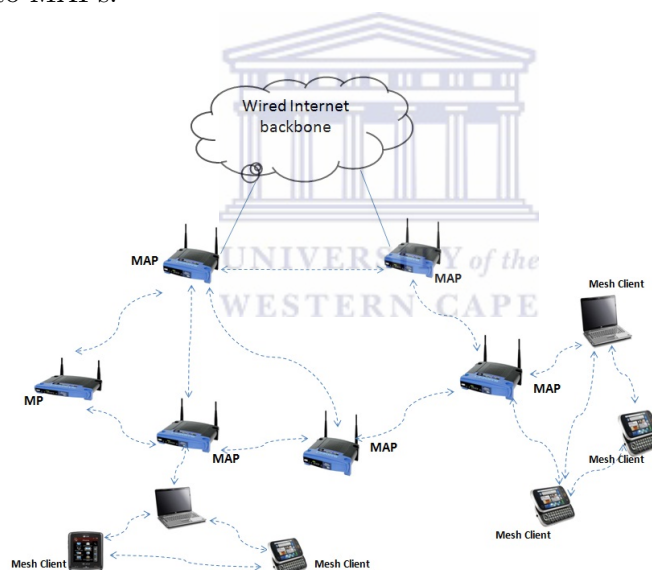 to MAPs.
Wired Internet
backbone
UNIVERSITY of the
WESTERN CAPE
MAP
MAP
Mesh Client
MAP
MP
MAP
MAP
Mesh Client
Mesh Client
Mesh Client
Mesh Client